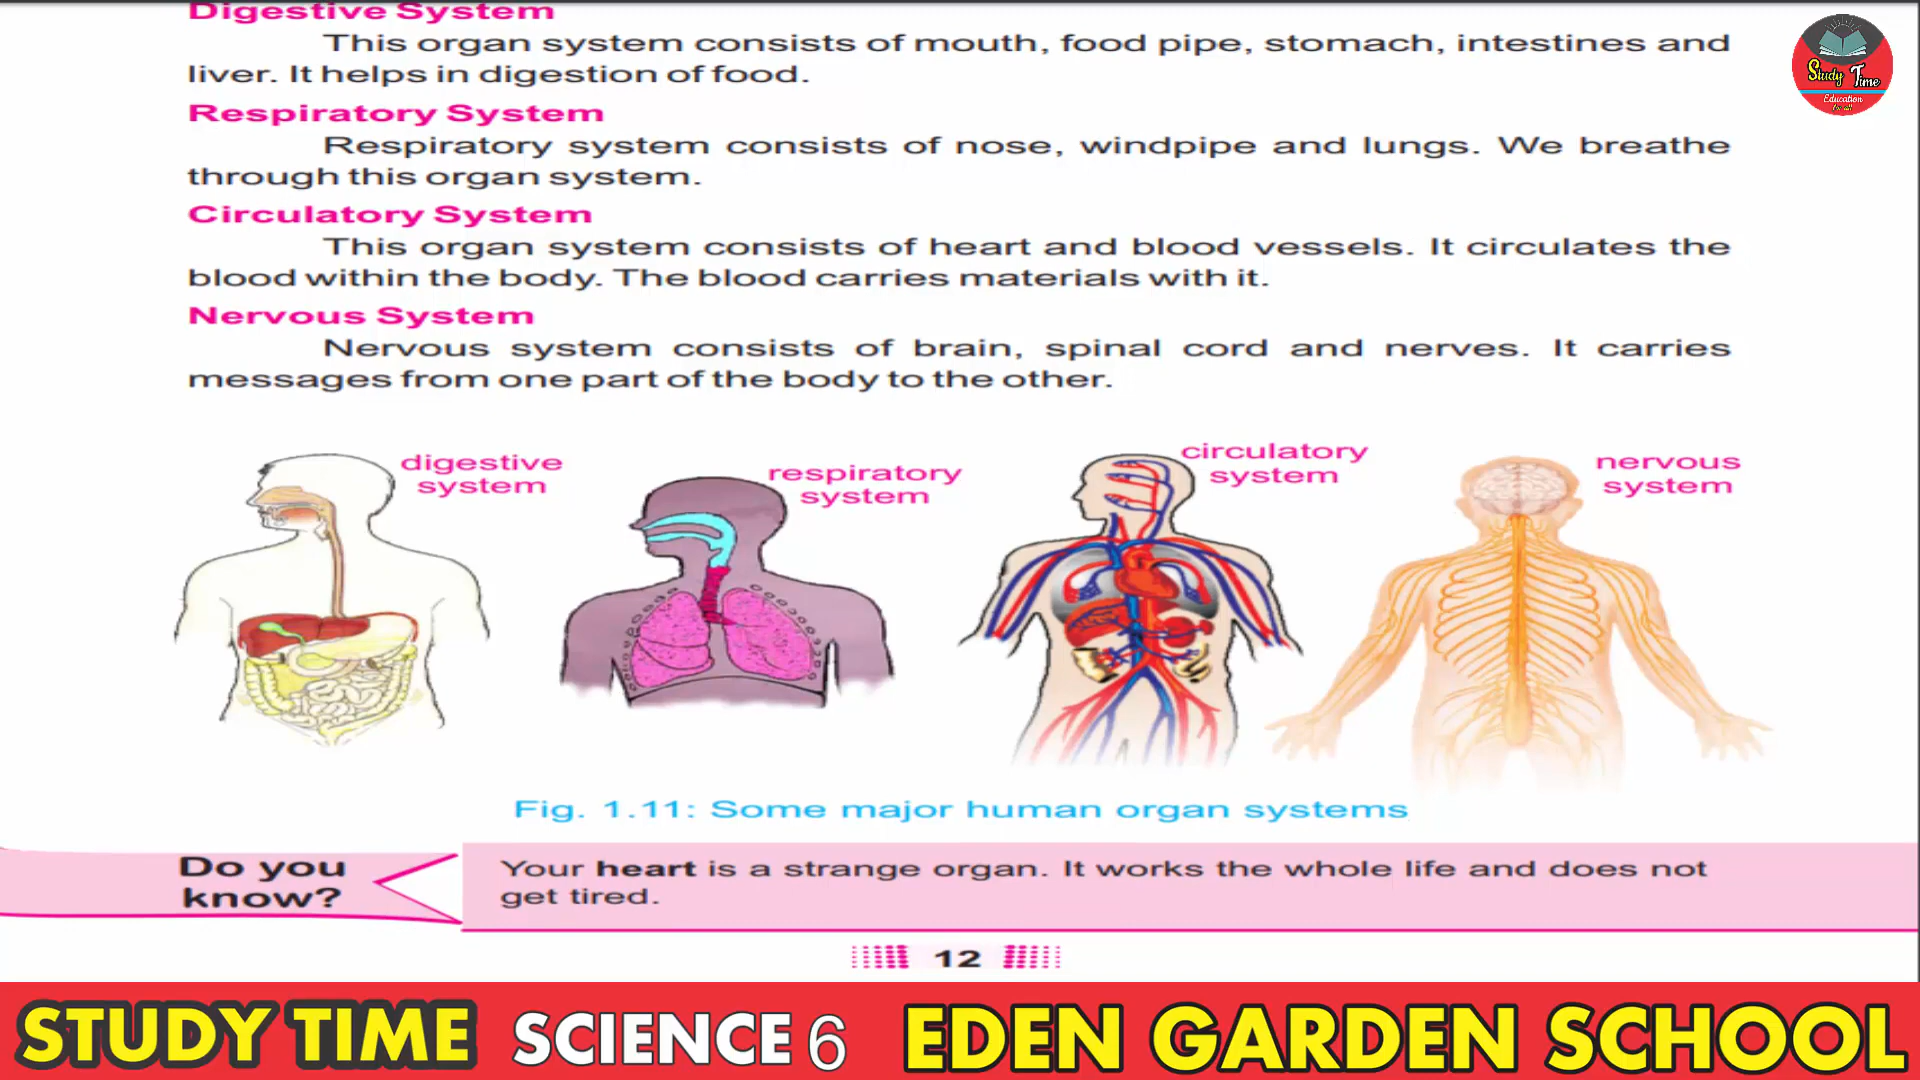 Digestive System
This organ system consists of mouth, food pipe, stomach, intestines and
liver. It helps in digestion of food.
Respiratory System
Respiratory system consists of nose, windpipe and lungs. We breathe
through this organ system.
Circulatory System
This organ system consists of heart and blood vessels. It circulates the
blood within the body. The blood carries materials with it.
Nervous System
Nervous system consists of brain, spinal cord and nerves. It carries
messages from one part of the body to the other.
digestive
system
respiratory
system
circulatory
system
nervous
system
Fig. 1.11: Some major human organ systems
Do you
know?
Your heart is a strange organ. It works the whole life and does not
get tired.
12
Study Time
Education
for all
STUDY TIME SCIENCE 6 EDEN GARDEN SCHOOL